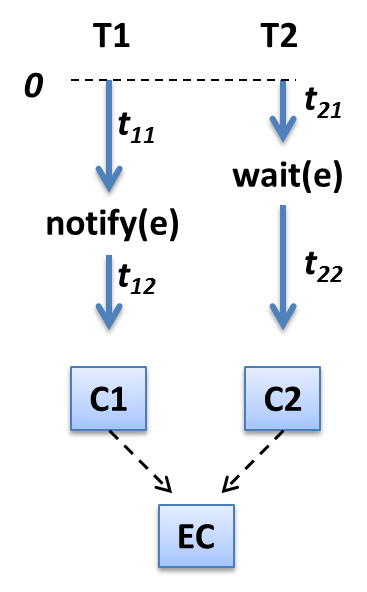 T1 T2
0
t21
t11
wait(e)
notify(e)
t12
t22
C1 C2
EC